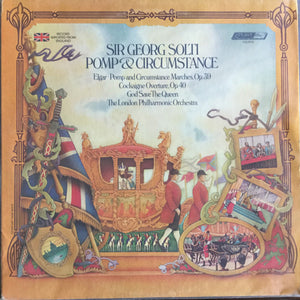 SIR GEORG SOLTI
POMP & CIRCUMSTANCE
Elgar Pomp and Circumstance Marches, Op.39
Cockaigne Overture, Op.40
God Save The Queen
The London Philharmonic Orchestra